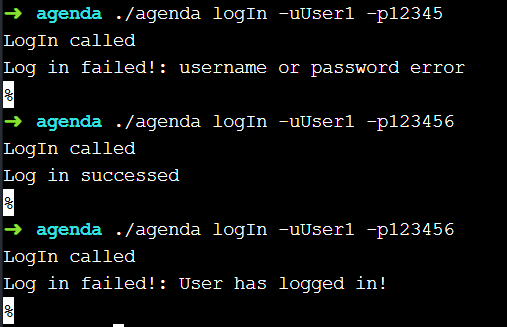 ➜ agenda ./agenda logIn -uUser1 -p12345
LogIn called
Log in failed!: username or password error
%
➜ agenda ./agenda logIn -uUser1 -p123456
LogIn called
Log in successed
%
➜ agenda ./agenda logIn -uUser1 -p123456
LogIn called
Log in failed!: User has logged in!
%